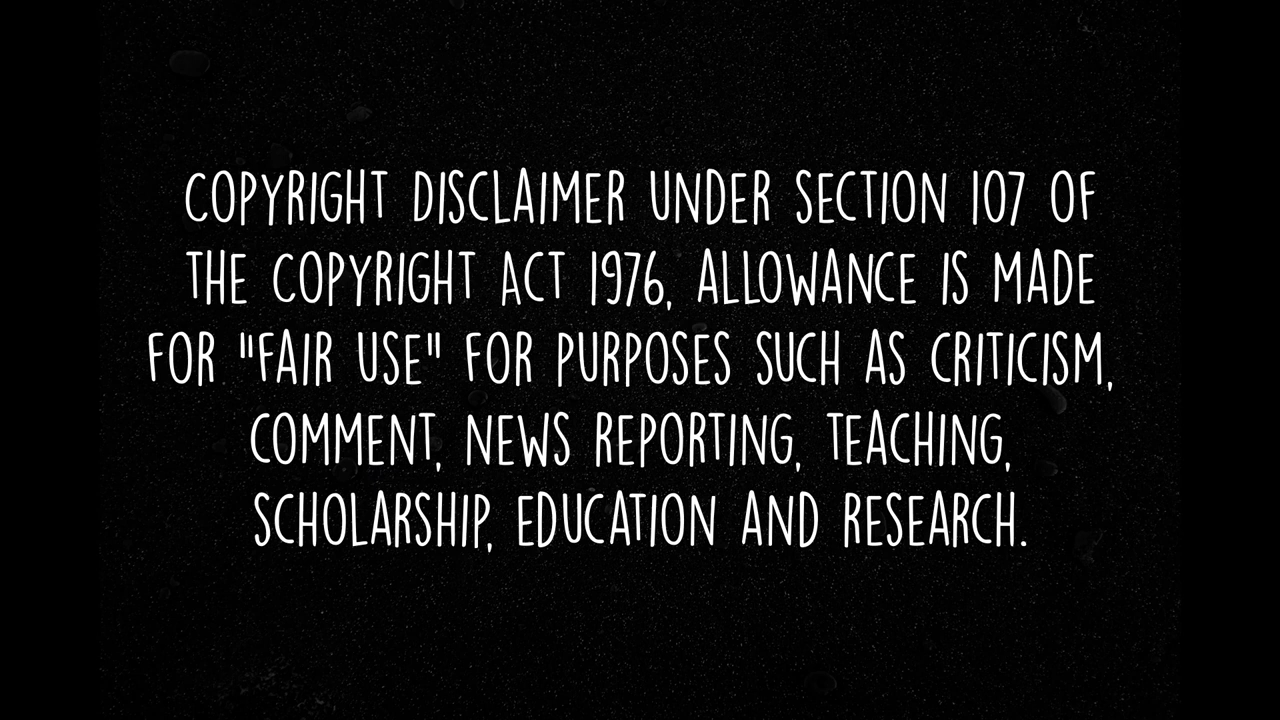 COPYRIGHT DISCLAIMER UNDER SECTION 107 OF
THE COPYRIGHT ACT 1976, ALLOWANCE IS MADE
FOR "FAIR USE" FOR PURPOSES SUCH AS CRITICISM,
COMMENT, NEWS REPORTING, TEACHING,
SCHOLARSHIP, EDUCATION AND RESEARCH.